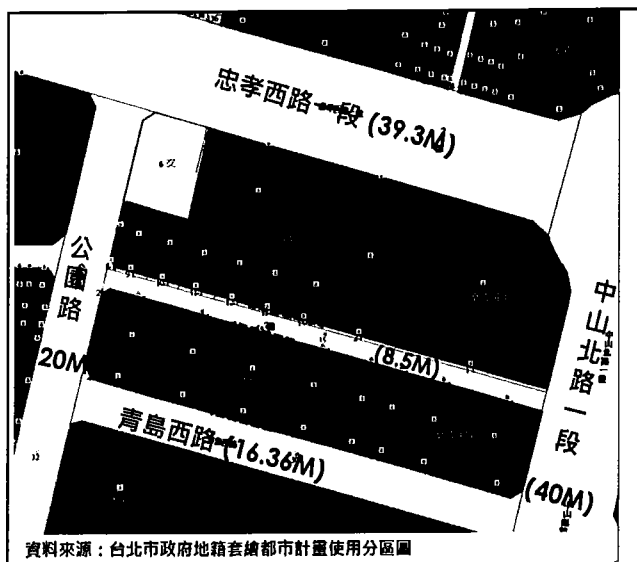 忠孝西路一段 (39.3M)
公園路
20M
中山北路一段
(40M)
(8.5M)
青島西路 (16.36M)
資料來源：台北市政府地籍套繪都市計畫使用分區圖